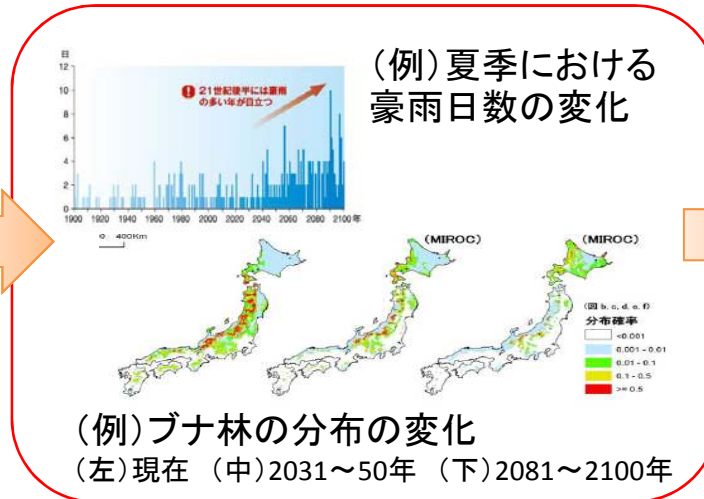 (例)夏季における
豪雨日数の変化
日
12
10
8
6
4
2
0
! 21世紀後半には豪雨
の多い年が目立つ
1900 1920 1940 1960 1980 2000 2020 2040 2060 2080 2100年
0 400Km
(MIROC)
(MIROC)
(図 b, c, d, e, f)
分布確率
<0.001
0.001 - 0.01
0.01 - 0.1
0.1 - 0.5
>= 0.5
(例)ブナ林の分布の変化
(左)現在 (中)2031~50年 (下)2081~2100年